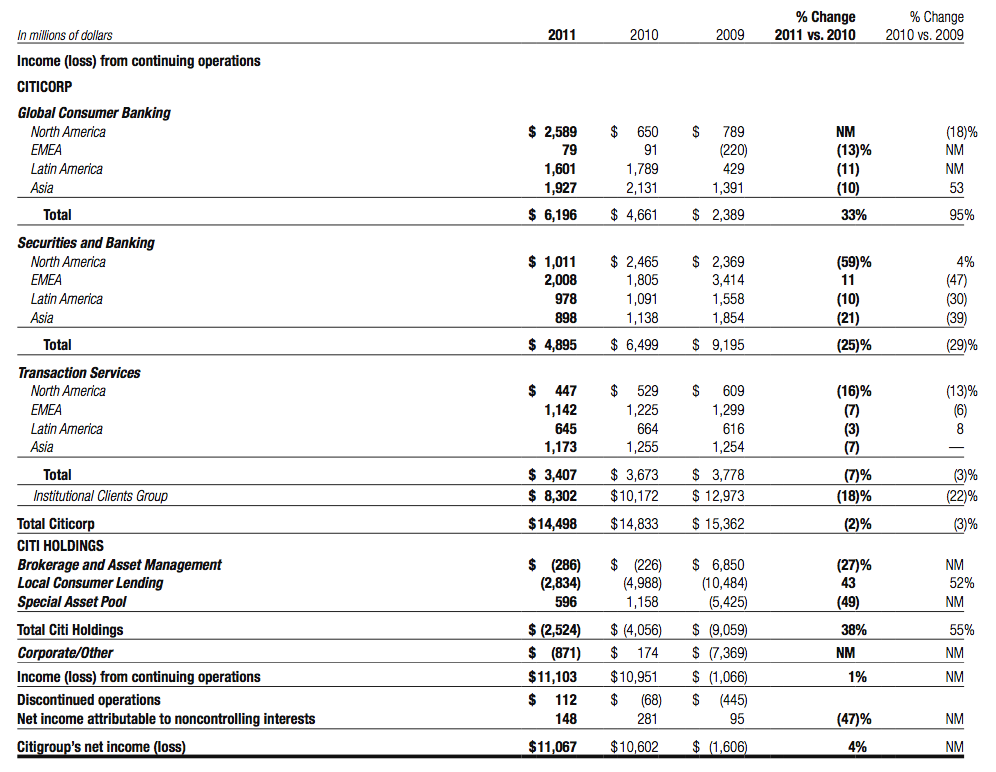 % Change % Change
In millions of dollars 2011 2010 2009 2011 vs. 2010 2010 vs. 2009
Income (loss) from continuing operations
CITICORP
Global Consumer Banking
North America $ 2,589 $ 650 $ 789 NM (18)%
EMEA 79 91 (220) (13)% NM
Latin America 1,601 1,789 429 (11) NM
Asia 1,927 2,131 1,391 (10) 53
Total $ 6,196 $ 4,661 $ 2,389 33% 95%
Securities and Banking
North America $ 1,011 $ 2,465 $ 2,369 (59)% 4%
EMEA 2,008 1,805 3,414 11 (47)
Latin America 978 1,091 1,558 (10) (30)
Asia 898 1,138 1,854 (21) (39)
Total $ 4,895 $ 6,499 $ 9,195 (25)% (29)%
Transaction Services
North America $ 447 $ 529 $ 609 (16)% (13)%
EMEA 1,142 1,225 1,299 (7) (6)
Latin America 645 664 616 (3) 8
Asia 1,173 1,255 1,254 (7) —
Total $ 3,407 $ 3,673 $ 3,778 (7)% (3)%
Institutional Clients Group $ 8,302 $10,172 $ 12,973 (18)% (22)%
Total Citicorp $14,498 $14,833 $ 15,362 (2)% (3)%
CITI HOLDINGS
Brokerage and Asset Management $ (286) $ (226) $ 6,850 (27)% NM
Local Consumer Lending (2,834) (4,988) (10,484) 43 52%
Special Asset Pool 596 1,158 (5,425) (49) NM
Total Citi Holdings $ (2,524) $ (4,056) $ (9,059) 38% 55%
Corporate/Other $ (871) $ 174 $ (7,369) NM NM
Income (loss) from continuing operations $11,103 $10,951 $ (1,066) 1% NM
Discontinued operations $ 112 $ (68) $ (445)
Net income attributable to noncontrolling interests 148 281 95 (47)% NM
Citigroup's net income (loss) $11,067 $10,602 $ (1,606) 4% NM